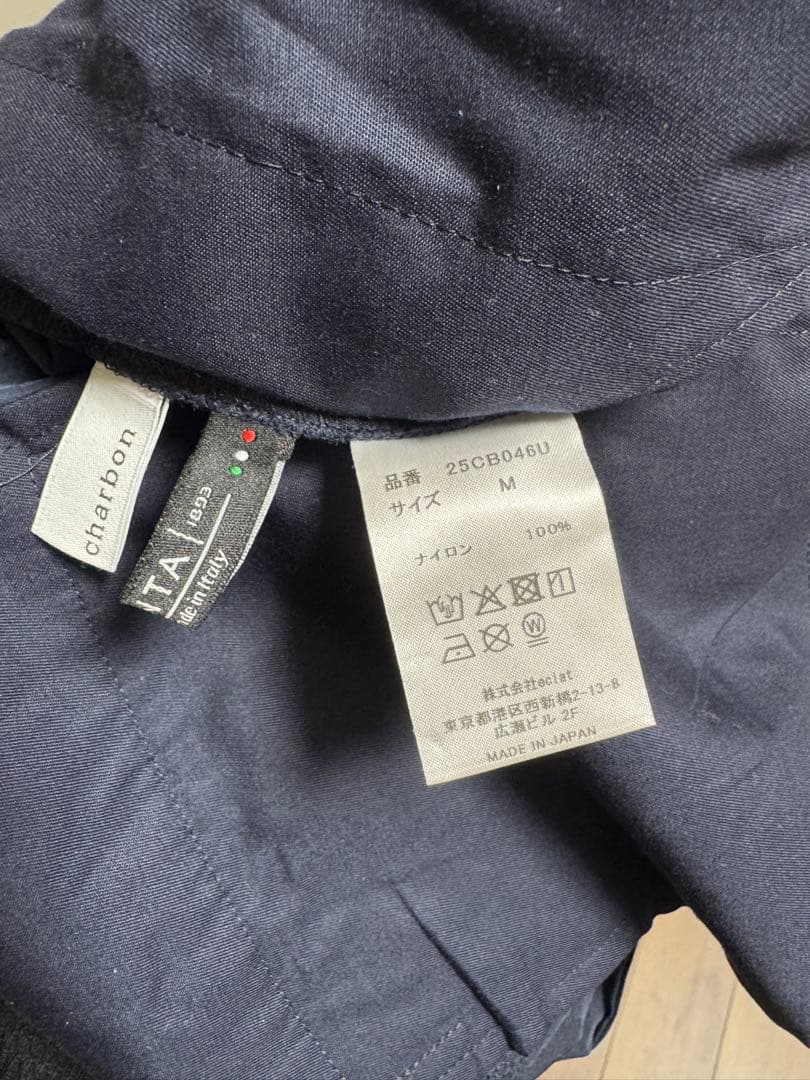 charbon
NTA | 1893
de in Italy
品番 25CB046U
サイズ M
ナイロン 100%
株式会社eclat
東京都港区西新橋2-13-8
広瀬ビル 2F
MADE IN JAPAN